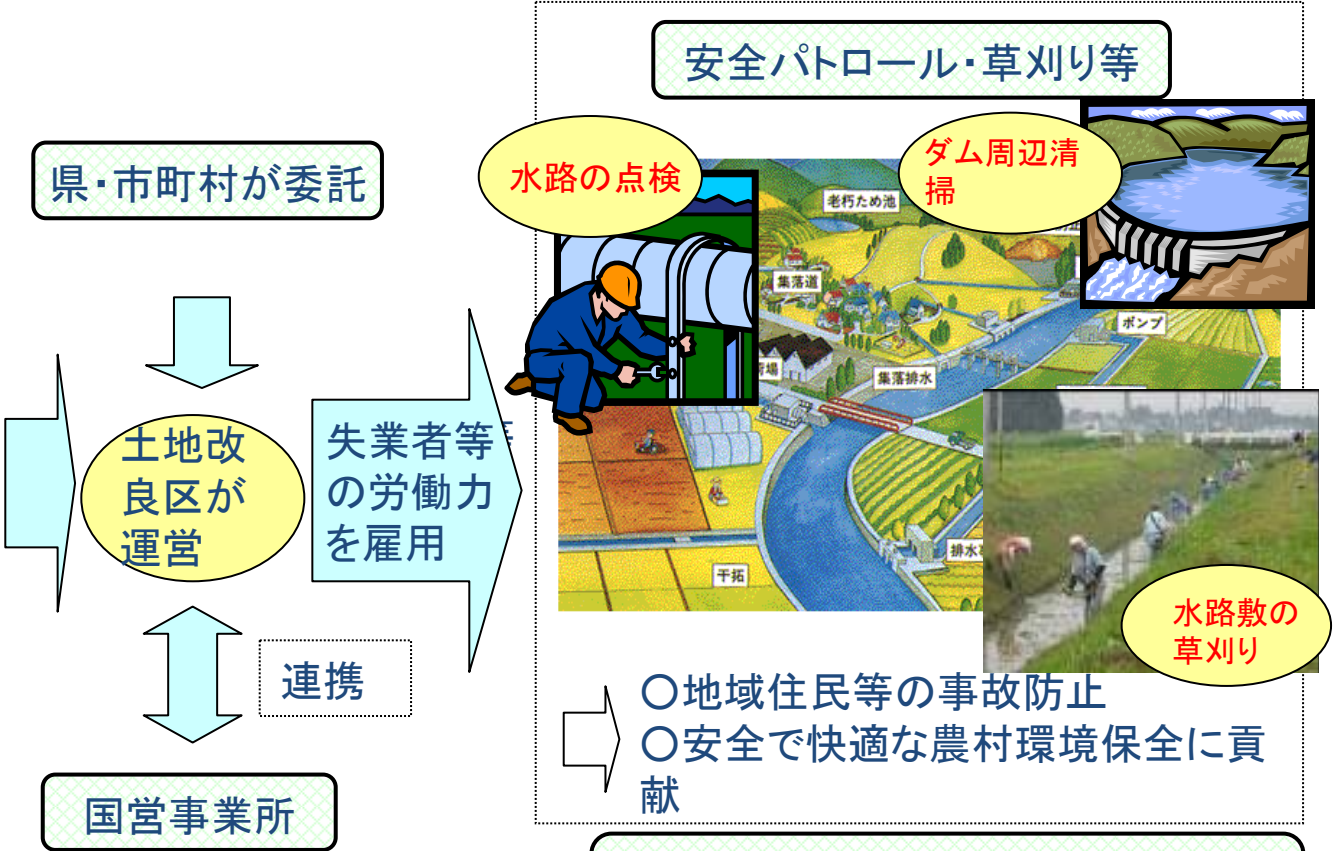 安全パトロール・草刈り等
県・市町村が委託
水路の点検
ダム周辺清
掃
老朽ため池
集落道
ポンプ
集落排水
干拓
土地改
良区が
運営
失業者等
の労働力
を雇用
水路敷の
草刈り
連携
○地域住民等の事故防止
○安全で快適な農村環境保全に貢
献
国営事業所